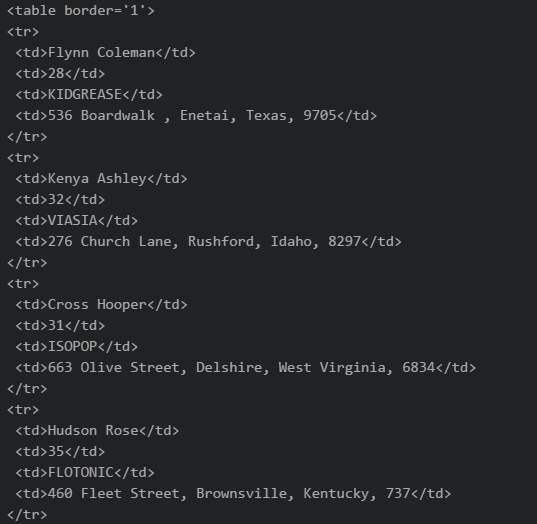 <table border='1'>
<tr>
 <td>Flynn Coleman</td>
 <td>28</td>
 <td>KIDGREASE</td>
 <td>536 Boardwalk , Enetai, Texas, 9705</td>
</tr>
<tr>
 <td>Kenya Ashley</td>
 <td>32</td>
 <td>VIASIA</td>
 <td>276 Church Lane, Rushford, Idaho, 8297</td>
</tr>
<tr>
 <td>Cross Hooper</td>
 <td>31</td>
 <td>ISOPOP</td>
 <td>663 Olive Street, Delshire, West Virginia, 6834</td>
</tr>
<tr>
 <td>Hudson Rose</td>
 <td>35</td>
 <td>FLOTONIC</td>
 <td>460 Fleet Street, Brownsville, Kentucky, 737</td>
</tr>